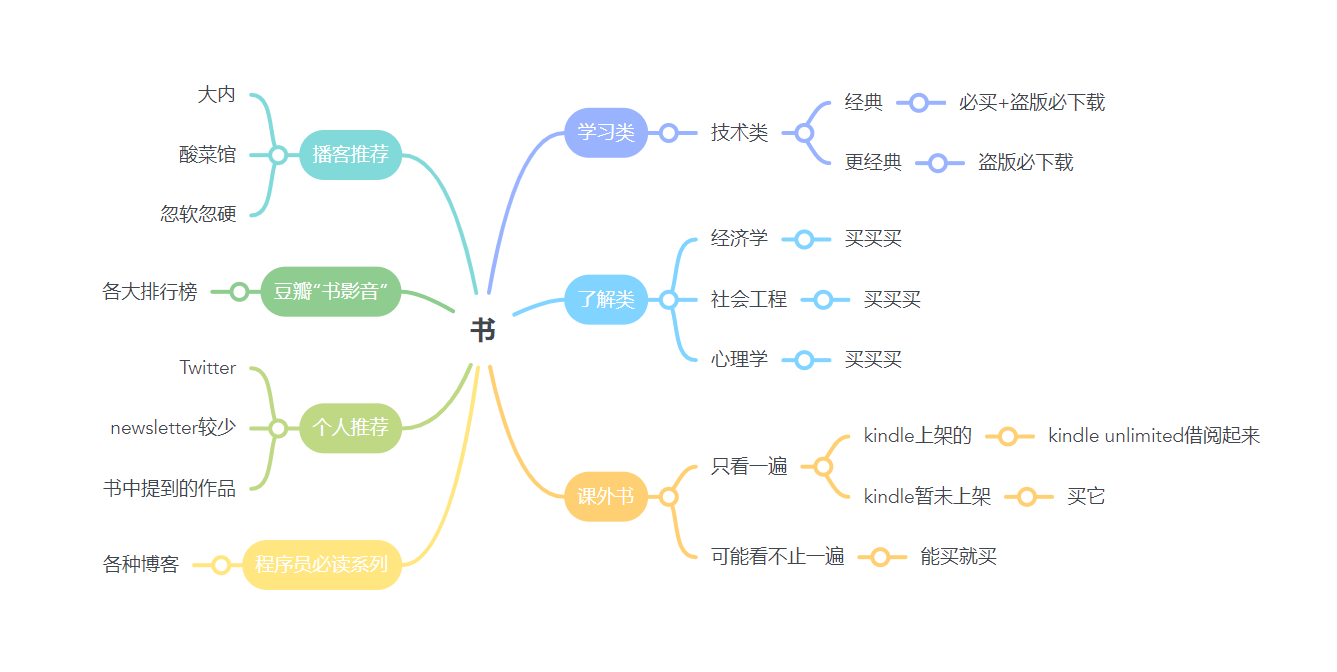 书
播客推荐
大内
酸菜馆
忽软忽硬
豆瓣“书影音”
各大排行榜
个人推荐
Twitter
newsletter较少
书中提到的作品
程序员必读系列
各种博客
学习类
技术类
经典
必买+盗版必下载
更经典
盗版必下载
了解类
经济学
买买买
社会工程
买买买
心理学
买买买
课外书
只看一遍
kindle上架的
kindle unlimited借阅起来
kindle暂未上架
买它
可能看不止一遍
能买就买